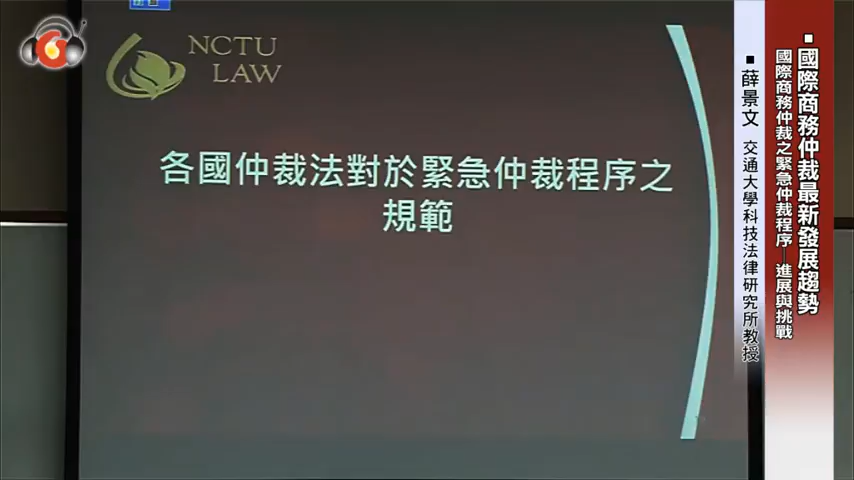 NCTU
LAW
各國仲裁法對於緊急仲裁程序之
規範
■國際商務仲裁最新發展趨勢
國際商務仲裁之緊急仲裁程序—進展與挑戰
■薛景文 交通大學科技法律研究所教授